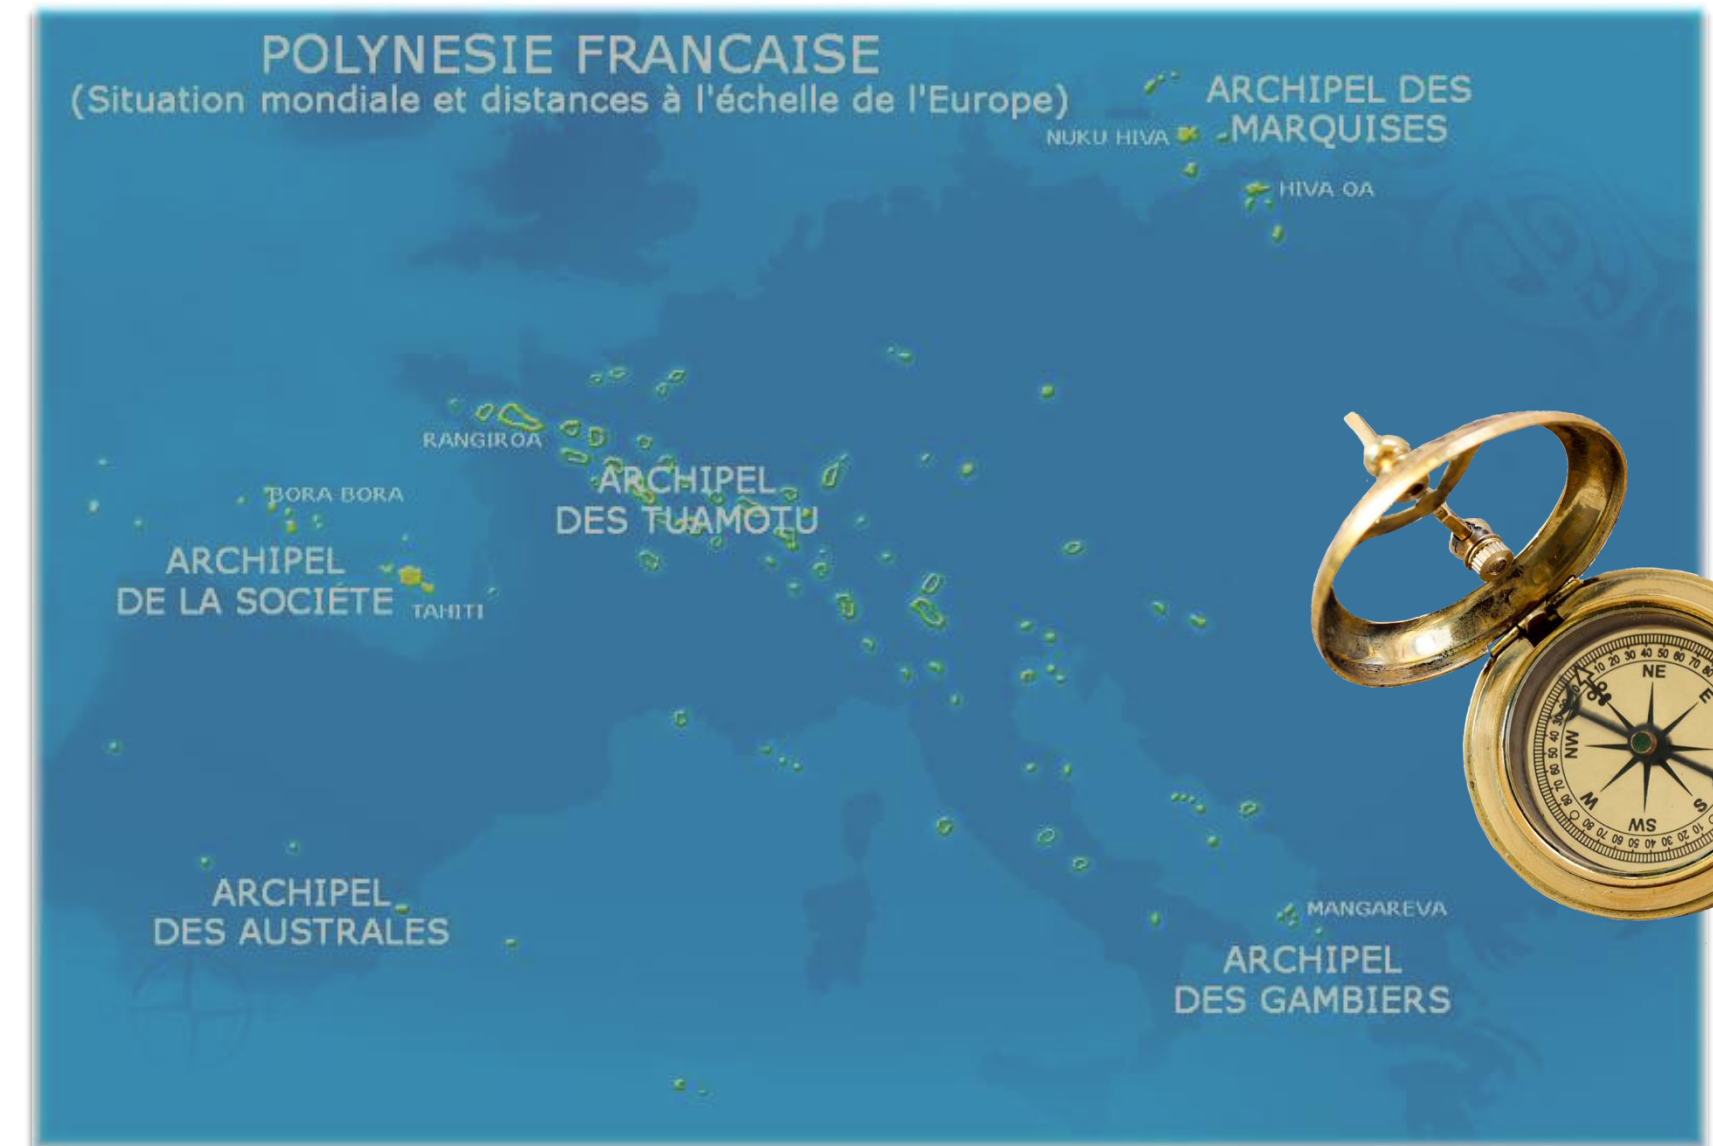 POLYNESIE FRANCAISE
(Situation mondiale et distances à l'échelle de l'Europe)
ARCHIPEL DES
MARQUISES
NUKU HIVA
HIVA OA
RANGIROA
ARCHIPEL
DES TUAMOTU
BORA BORA
ARCHIPEL
DE LA SOCIÉTE
TAHITI
ARCHIPEL
DES AUSTRALES
MANGAREVA
ARCHIPEL
DES GAMBIERS
NE
E
S
SW
W
NW